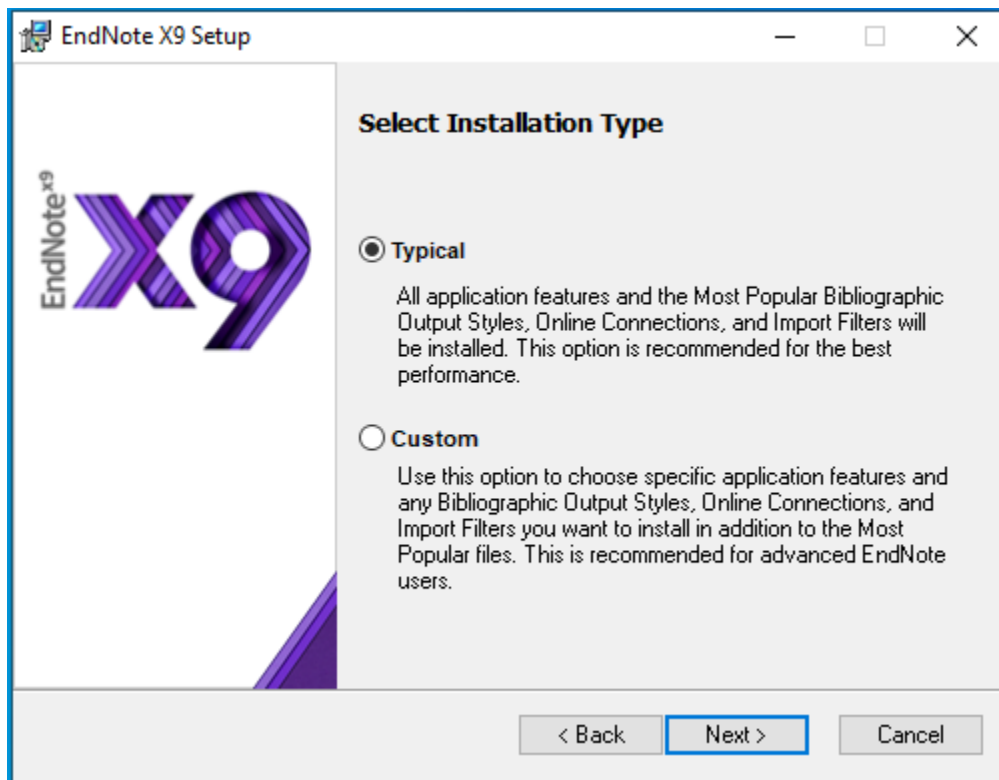 EndNote X9 Setup
EndNote x9
X9
Select Installation Type
Typical
All application features and the Most Popular Bibliographic
Output Styles, Online Connections, and Import Filters will
be installed. This option is recommended for the best
performance.
Custom
Use this option to choose specific application features and
any Bibliographic Output Styles, Online Connections, and
Import Filters you want to install in addition to the Most
Popular files. This is recommended for advanced EndNote
users.
< Back Next > Cancel